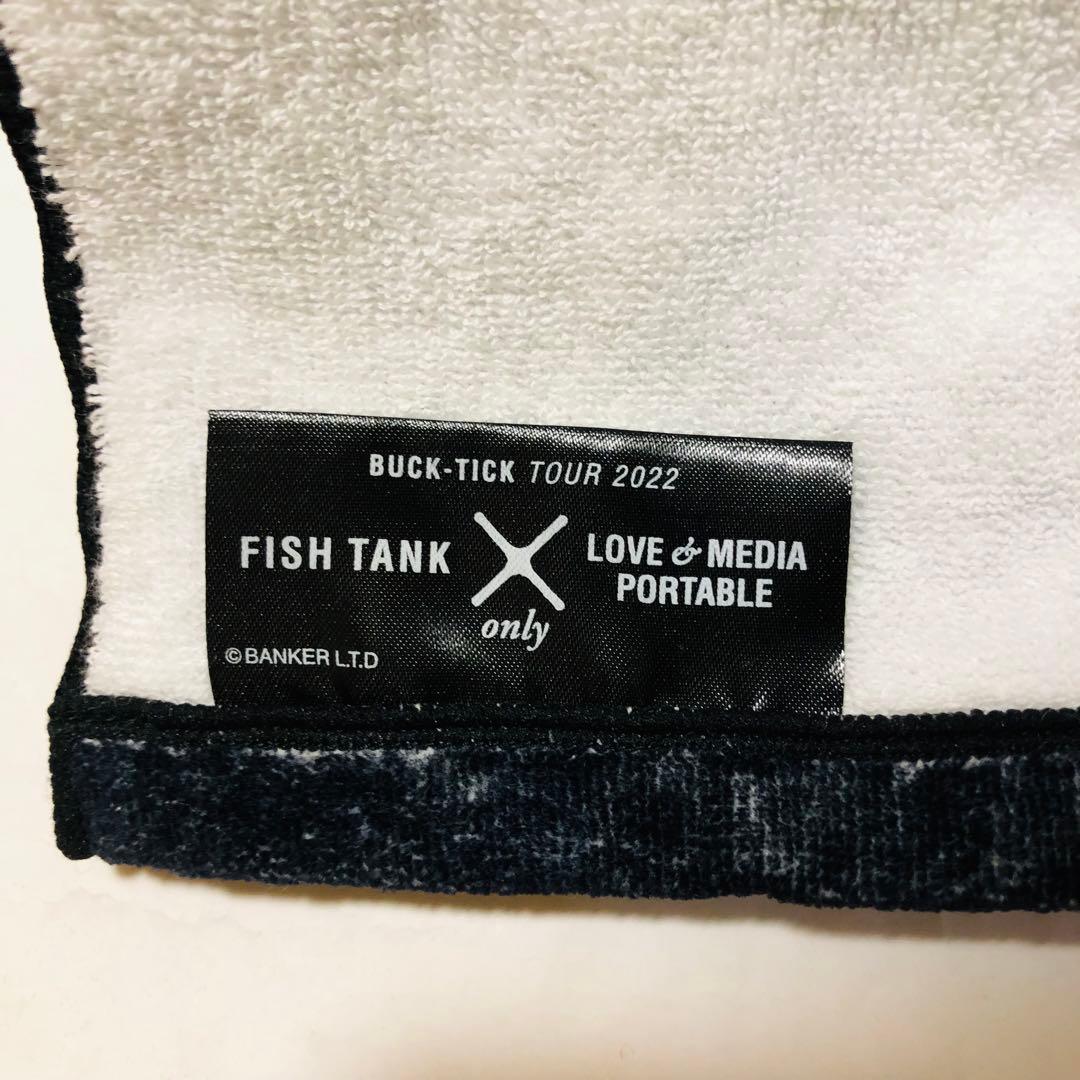 BUCK-TICK TOUR 2022
FISH TANK
only
LOVE & MEDIA
PORTABLE
©BANKER L.T.D